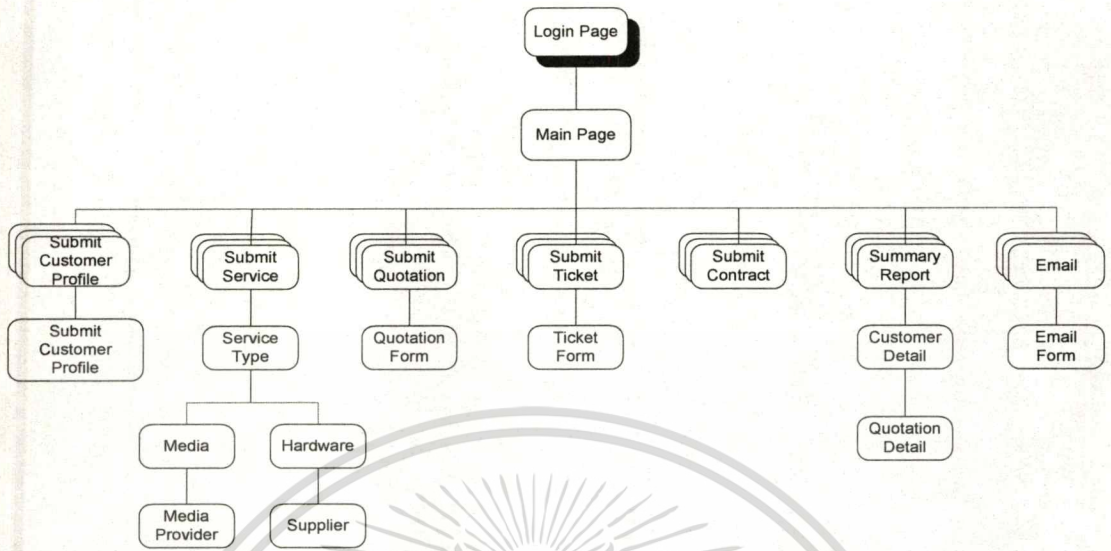 Login Page
Main Page
Submit
Customer
Profile
Submit
Service
Submit
Quotation
Submit
Ticket
Submit
Contract
Summary
Report
Email
Submit
Customer
Profile
Service
Type
Quotation
Form
Ticket
Form
Customer
Detail
Email
Form
Media
Hardware
Quotation
Detail
Media
Provider
Supplier